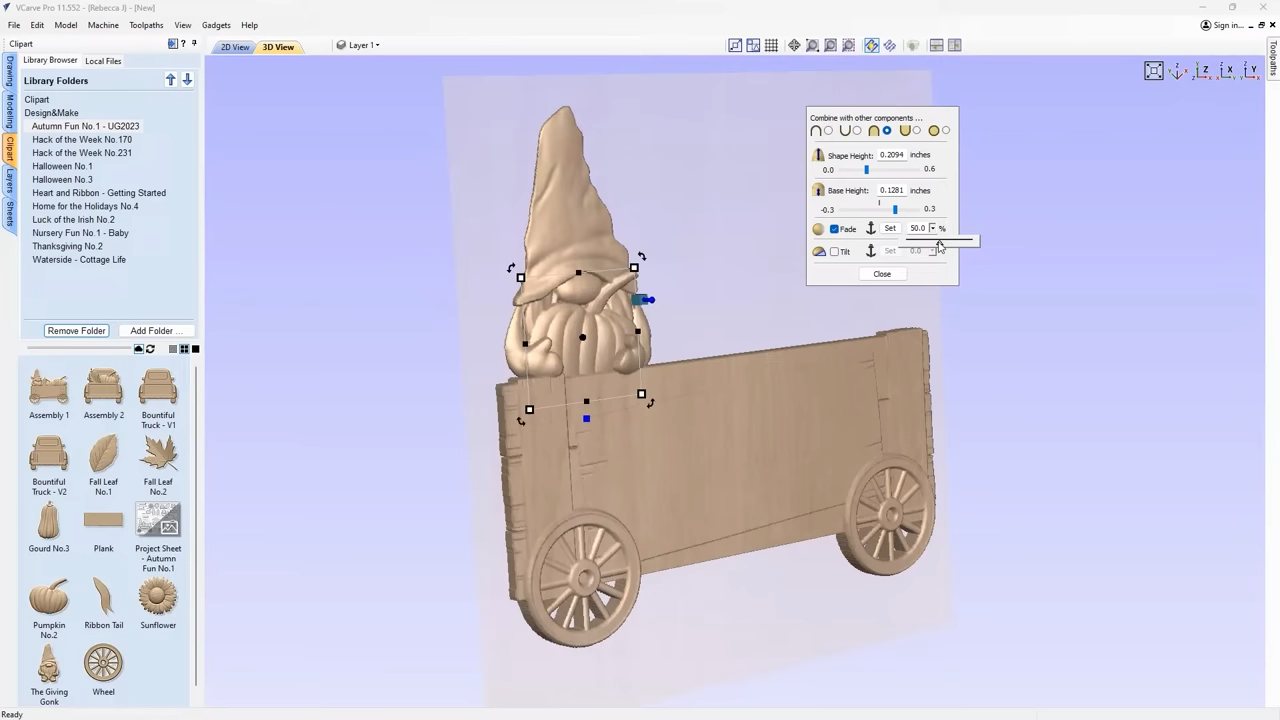 VCarve Pro 11.552 - {Rebecca J} - [New]
File Edit Model Machine Toolpaths View Gadgets Help
Sign in...
Clipart
2D View 3D View Layer 1
Library Browser Local Files
Library Folders
Clipart
Design&Make
Autumn Fun No.1 - UG2023
Hack of the Week No.170
Hack of the Week No.231
Halloween No.1
Halloween No.3
Heart and Ribbon - Getting Started
Home for the Holidays No.4
Luck of the Irish No.2
Nursery Fun No.1 - Baby
Thanksgiving No.2
Waterside - Cottage Life
Remove Folder Add Folder ...
Assembly 1 Assembly 2 Bountiful Truck - V1
Bountiful Truck - V2 Fall Leaf No.1 Fall Leaf No.2
Gourd No.3 Plank Project Sheet - Autumn Fun No.1
Pumpkin No.2 Ribbon Tail Sunflower
The Giving Gonk Wheel
Drawing
Modeling
Clipart
Layers
Sheets
Combine with other components ...
Shape Height: 0.2094 inches
0.0 0.6
Base Height: 0.1281 inches
-0.3 0.3
Fade Set 50.0 %
Tilt Set 0.0
Close
Toolpaths
Z X Y
Ready